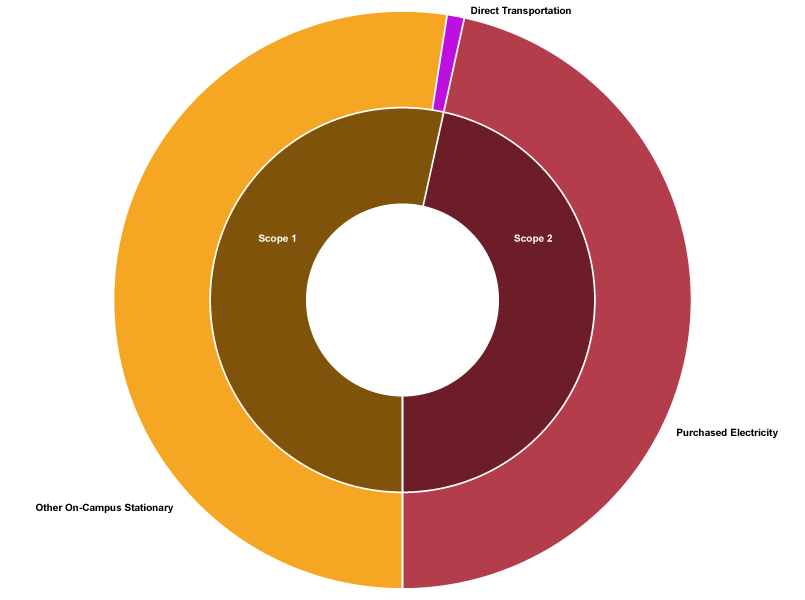 Direct Transportation
Scope 1
Scope 2
Purchased Electricity
Other On-Campus Stationary